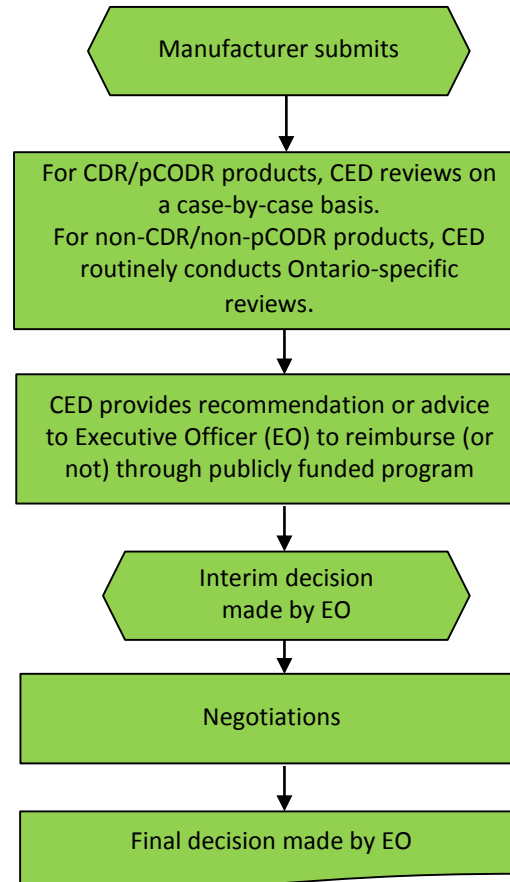 Manufacturer submits
For CDR/pCODR products, CED reviews on
a case-by-case basis.
For non-CDR/non-pCODR products, CED
routinely conducts Ontario-specific
reviews.
CED provides recommendation or advice
to Executive Officer (EO) to reimburse (or
not) through publicly funded program
Interim decision
made by EO
Negotiations
Final decision made by EO